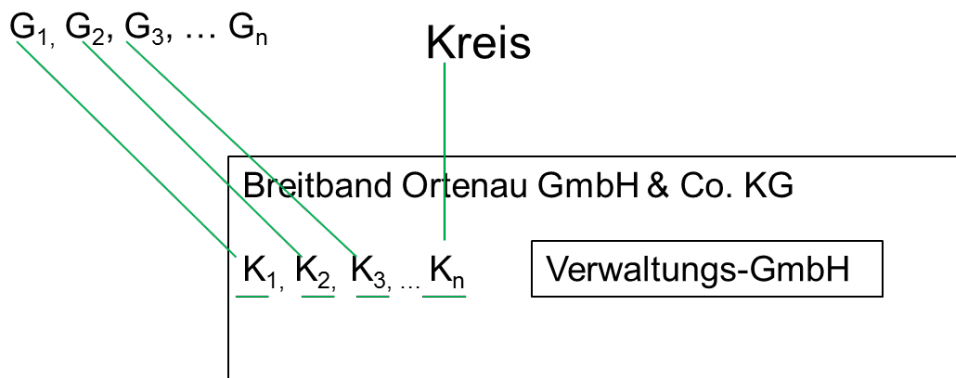 G1, G2, G3, … Gn
Kreis
Breitband Ortenau GmbH & Co. KG
K1, K2, K3, … Kn
Verwaltungs-GmbH